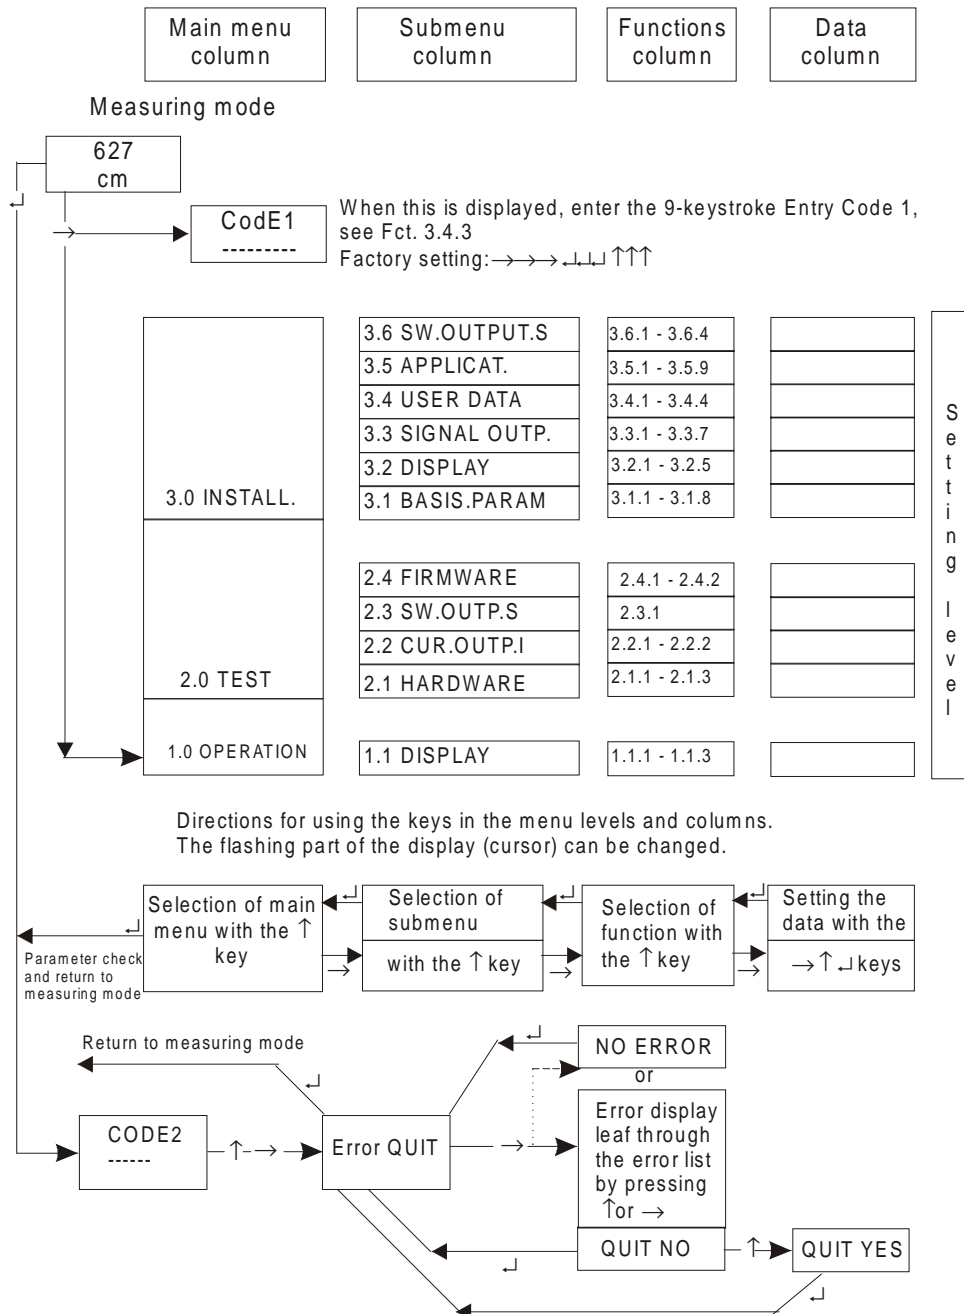 Main menu column
Submenu column
Functions column
Data column
Measuring mode
627
cm
CodE1
---------
When this is displayed, enter the 9-keystroke Entry Code 1,
see Fct. 3.4.3
Factory setting:→→→ ↵↵↵ ↑↑↑
3.6 SW.OUTPUT.S 3.6.1 - 3.6.4
3.5 APPLICAT. 3.5.1 - 3.5.9
3.4 USER DATA 3.4.1 - 3.4.4
3.3 SIGNAL OUTP. 3.3.1 - 3.3.7
3.2 DISPLAY 3.2.1 - 3.2.5
3.0 INSTALL. 3.1 BASIS.PARAM 3.1.1 - 3.1.8
2.4 FIRMWARE 2.4.1 - 2.4.2
2.3 SW.OUTP.S 2.3.1
2.2 CUR.OUTP.I 2.2.1 - 2.2.2
2.0 TEST 2.1 HARDWARE 2.1.1 - 2.1.3
1.0 OPERATION 1.1 DISPLAY 1.1.1 - 1.1.3
Setting level
Directions for using the keys in the menu levels and columns.
The flashing part of the display (cursor) can be changed.
Selection of main
menu with the ↑
key
Selection of
submenu
with the ↑ key
Selection of
function with
the ↑ key
Setting the
data with the
→ ↑ ↵ keys
Parameter check
and return to
measuring mode
Return to measuring mode
CODE2
------
↑ →
Error QUIT
→
NO ERROR
or
Error display
leaf through
the error list
by pressing
↑ or →
QUIT NO
↑
QUIT YES